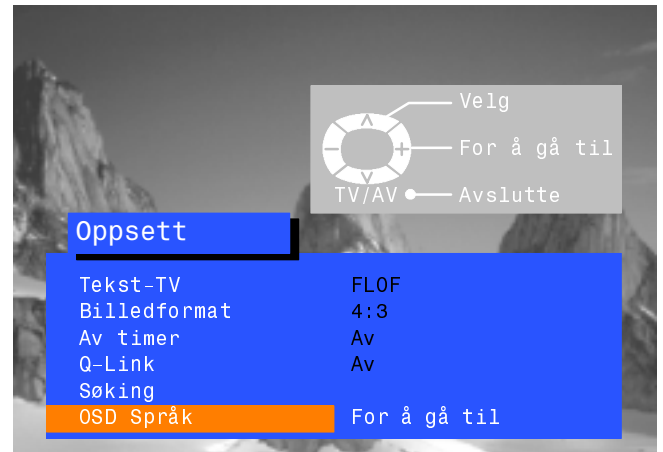 Velg
For å gå til
TV/AV Avslutte
Oppsett
Tekst-TV FLOF
Billedformat 4:3
Av timer Av
Q-Link Av
Søking
OSD Språk For å gå til